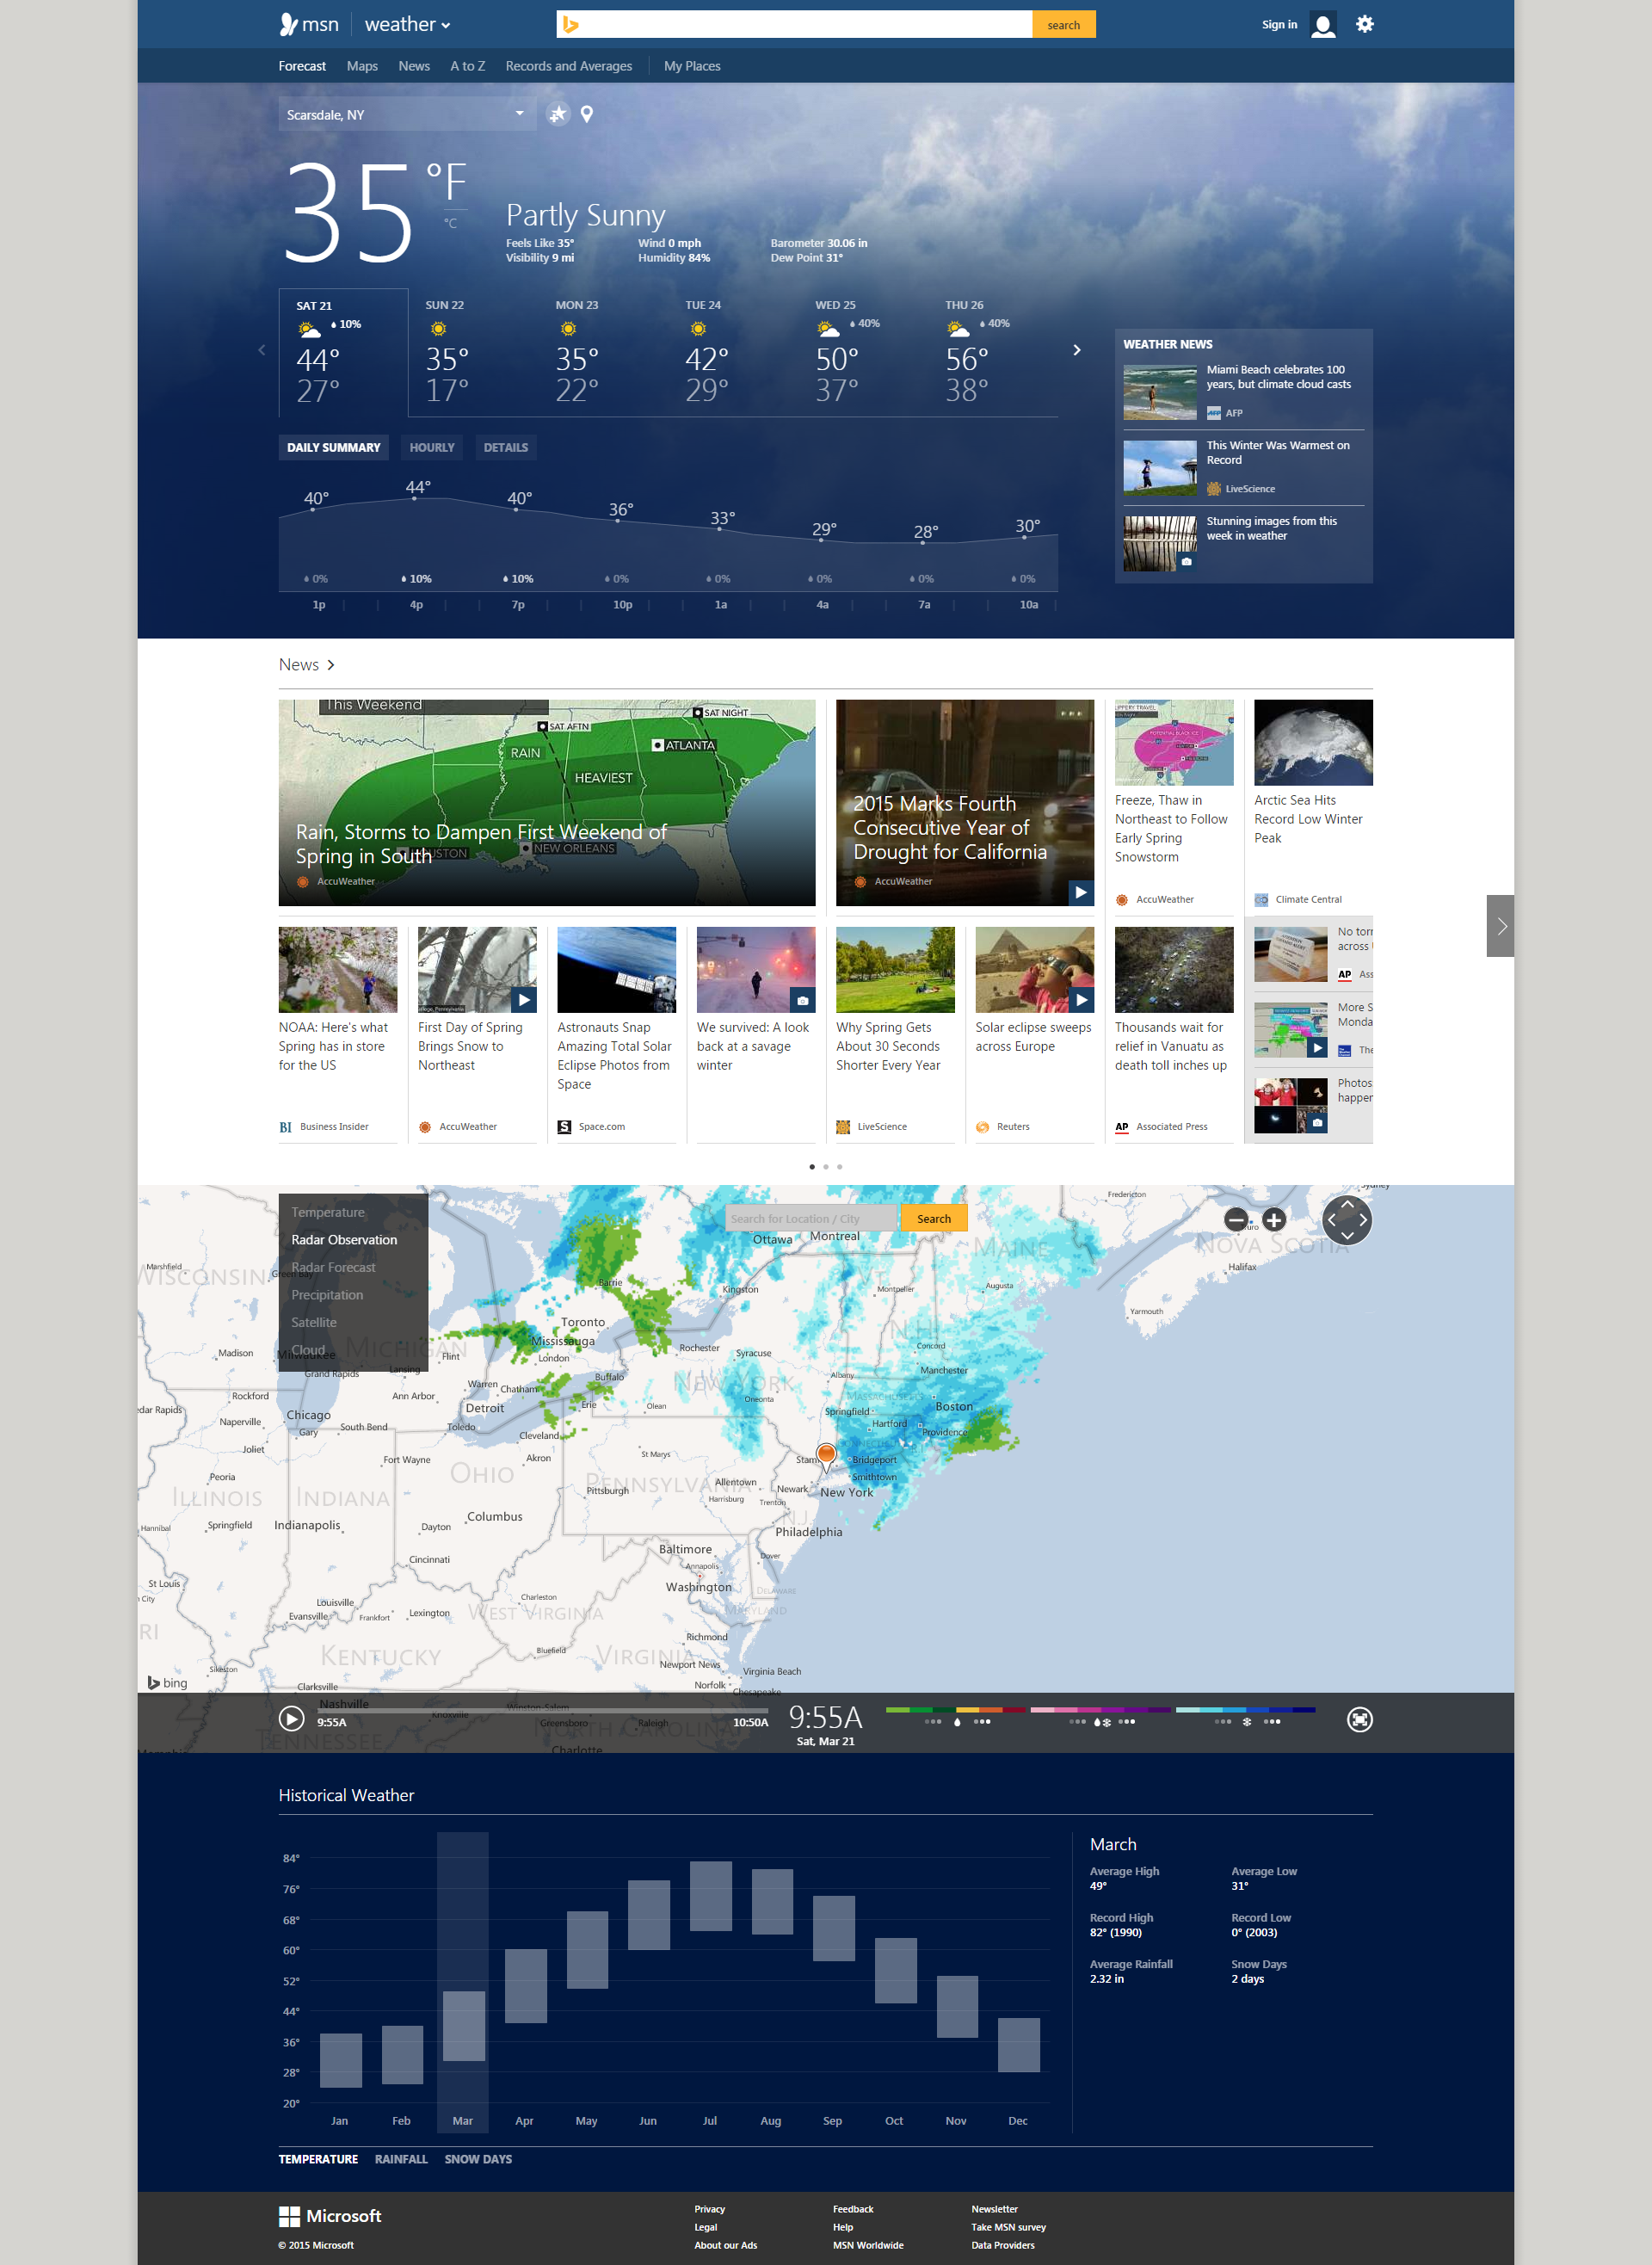 msn weather
search
Sign in
Forecast Maps News A to Z Records and Averages My Places
Scarsdale, NY
35 °F
°C
Partly Sunny
Feels Like 35° Wind 0 mph Barometer 30.06 in
Visibility 9 mi Humidity 84% Dew Point 31°
SAT 21 SUN 22 MON 23 TUE 24 WED 25 THU 26
10% 40% 40%
44° 35° 35° 42° 50° 56°
27° 17° 22° 29° 37° 38°
DAILY SUMMARY HOURLY DETAILS
40° 44° 40° 36° 33° 29° 28° 30°
0% 10% 10% 0% 0% 0% 0% 0%
1p 4p 7p 10p 1a 4a 7a 10a
WEATHER NEWS
Miami Beach celebrates 100
years, but climate cloud casts
AFP
This Winter Was Warmest on
Record
LiveScience
Stunning images from this
week in weather
News
This Weekend
SAT NIGHT
SAT AFTN
RAIN
ATLANTA
HEAVIEST
HOUSTON
NEW ORLEANS
Rain, Storms to Dampen First Weekend of
Spring in South
AccuWeather
2015 Marks Fourth
Consecutive Year of
Drought for California
AccuWeather
Freeze, Thaw in
Northeast to Follow
Early Spring
Snowstorm
AccuWeather
Arctic Sea Hits
Record Low Winter
Peak
Climate Central
NOAA: Here's what
Spring has in store
for the US
BI Business Insider
First Day of Spring
Brings Snow to
Northeast
AccuWeather
Astronauts Snap
Amazing Total Solar
Eclipse Photos from
Space
S Space.com
We survived: A look
back at a savage
winter
Why Spring Gets
About 30 Seconds
Shorter Every Year
LiveScience
Solar eclipse sweeps
across Europe
Reuters
Thousands wait for
relief in Vanuatu as
death toll inches up
AP Associated Press
No torn
across
AP Ass
More S
Monda
The
Photos
happen
Temperature
Radar Observation
Radar Forecast
Precipitation
Satellite
Cloud
Search for Location / City Search
Fredericton
Sydney
Truro
NOVA SCOTIA
Halifax
Yarmouth
Ottawa Montreal
MAINE
Augusta
Montpelier
VT
N.H.
Concord
Manchester
Kingston
Barrie
Toronto
Mississauga
London
Rochester Syracuse
Buffalo
NEW YORK
Albany
MASSACHUSETTS
Boston
Springfield
Hartford
Providence
Oneonta
Olean
Erie
Marshfield
WISCONSIN
Green Bay
MICHIGAN
Milwaukee
Madison
Grand Rapids
Lansing
Flint
Warren Chatham
Ann Arbor
Detroit
Rockford
Cedar Rapids
Naperville
Chicago
Gary South Bend Toledo
Joliet
Cleveland
Akron
Fort Wayne
Peoria
OHIO
St Marys
PENNSYLVANIA
Pittsburgh
Allentown
Harrisburg
Trenton
Newark
Stam
Bridgeport
Smithtown
New York
N.J.
Philadelphia
ILLINOIS INDIANA
Hannibal
Springfield
Indianapolis
Dayton
Columbus
Cincinnati
Baltimore
Annapolis
Dover
Washington
DELAWARE
MARYLAND
St Louis
City
Louisville
Evansville Frankfort Lexington
Charleston
WEST VIRGINIA
Richmond
KENTUCKY
Bluefield
VIRGINIA
Newport News
Virginia Beach
Norfolk
Chesapeake
Sikeston
Clarksville
bing
Nashville
Knoxville
Winston-Salem
Greensboro
Raleigh
NORTH CAROLINA
TENNESSEE
Charlotte
Memphis
9:55A 10:50A
9:55A
Sat, Mar 21
Historical Weather
84°
76°
68°
60°
52°
44°
36°
28°
20°
Jan Feb Mar Apr May Jun Jul Aug Sep Oct Nov Dec
March
Average High Average Low
49° 31°
Record High Record Low
82° (1990) 0° (2003)
Average Rainfall Snow Days
2.32 in 2 days
TEMPERATURE RAINFALL SNOW DAYS
Microsoft
© 2015 Microsoft
Privacy Feedback Newsletter
Legal Help Take MSN survey
About our Ads MSN Worldwide Data Providers